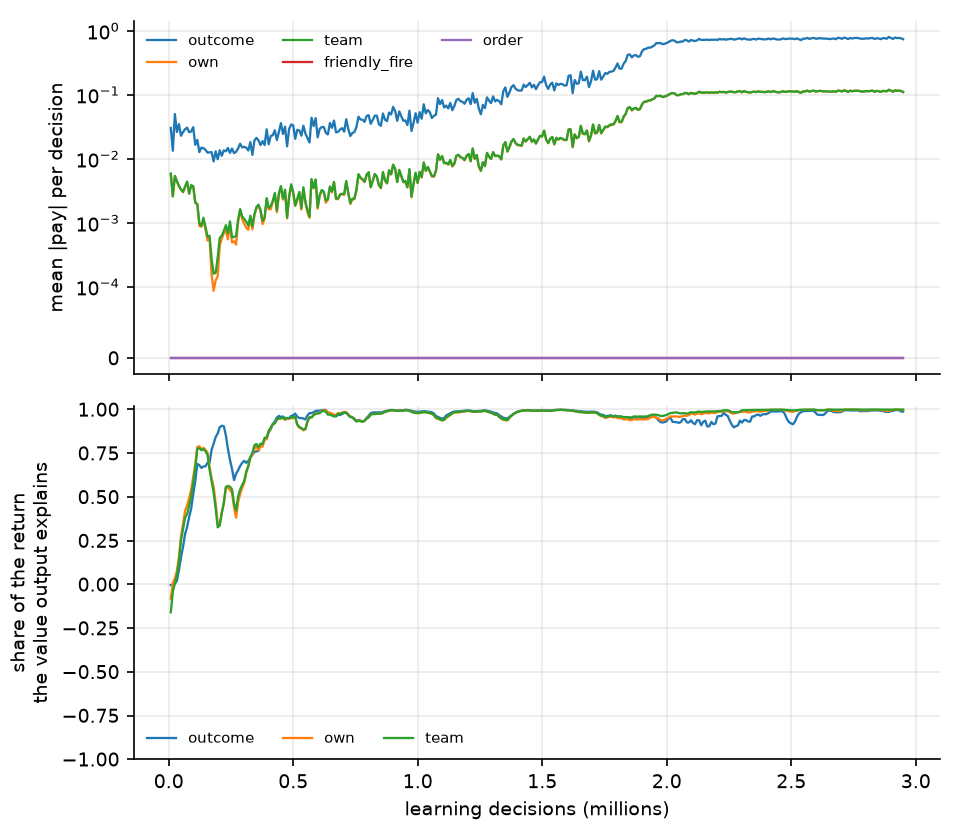 outcome
own
team
friendly_fire
order
10⁰
10⁻¹
10⁻²
10⁻³
10⁻⁴
0
mean |pay| per decision
1.00
0.75
0.50
0.25
0.00
−0.25
−0.50
−0.75
−1.00
share of the return
the value output explains
outcome own team
0.0 0.5 1.0 1.5 2.0 2.5 3.0
learning decisions (millions)